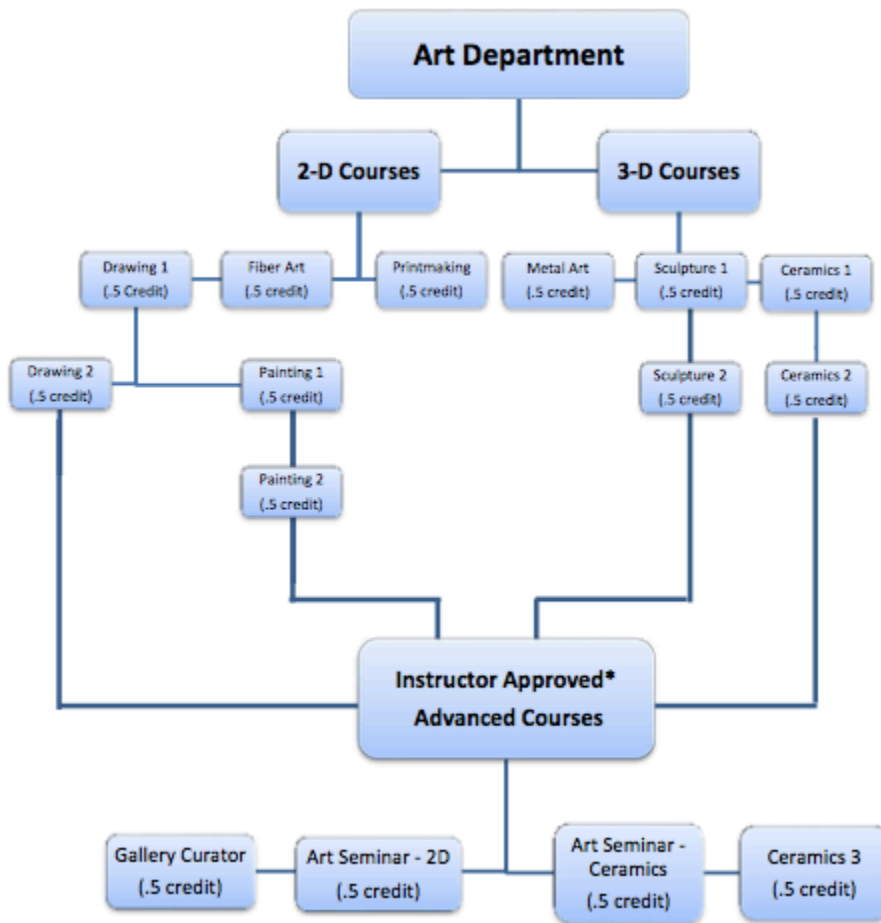 Art Department
2-D Courses
3-D Courses
Drawing 1
(.5 Credit)
Fiber Art
(.5 credit)
Printmaking
(.5 credit)
Metal Art
(.5 credit)
Sculpture 1
(.5 credit)
Ceramics 1
(.5 credit)
Drawing 2
(.5 credit)
Painting 1
(.5 credit)
Sculpture 2
(.5 credit)
Ceramics 2
(.5 credit)
Painting 2
(.5 credit)
Instructor Approved*
Advanced Courses
Gallery Curator
(.5 credit)
Art Seminar - 2D
(.5 credit)
Art Seminar -
Ceramics
(.5 credit)
Ceramics 3
(.5 credit)